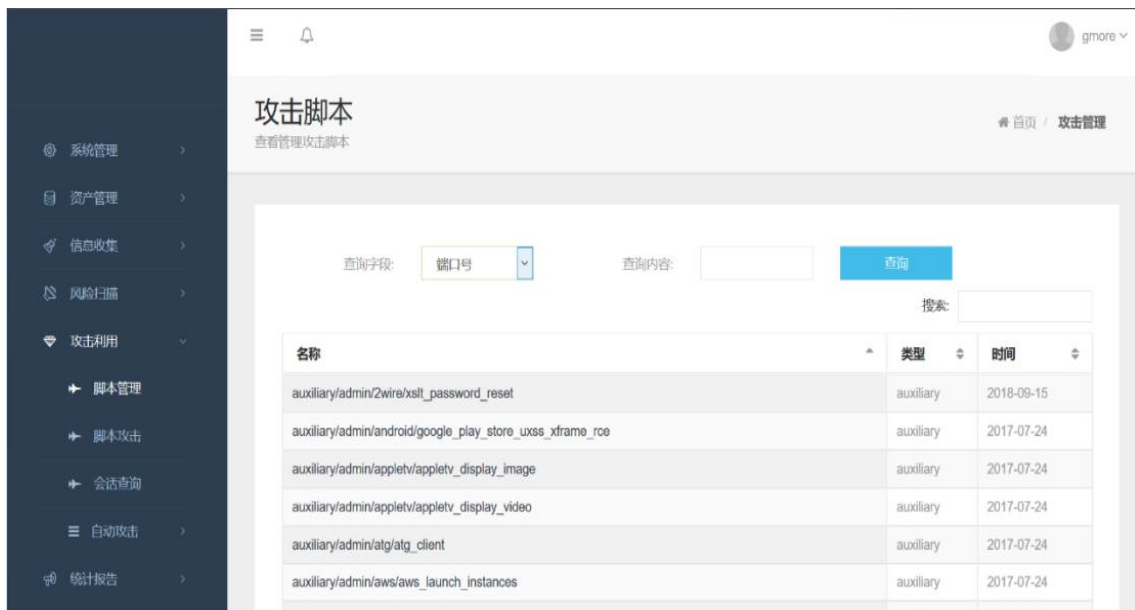 gmore
攻击脚本
查看管理攻击脚本
首页 / 攻击管理
系统管理
资产管理
信息收集
风险扫描
攻击利用
脚本管理
脚本攻击
会话查询
自动攻击
统计报告
查询字段: 端口号 查询内容: 查询
搜索:
名称 类型 时间
auxiliary/admin/2wire/xslt_password_reset auxiliary 2018-09-15
auxiliary/admin/android/google_play_store_uxss_xframe_rce auxiliary 2017-07-24
auxiliary/admin/appletv/appletv_display_image auxiliary 2017-07-24
auxiliary/admin/appletv/appletv_display_video auxiliary 2017-07-24
auxiliary/admin/atg/atg_client auxiliary 2017-07-24
auxiliary/admin/aws/aws_launch_instances auxiliary 2017-07-24